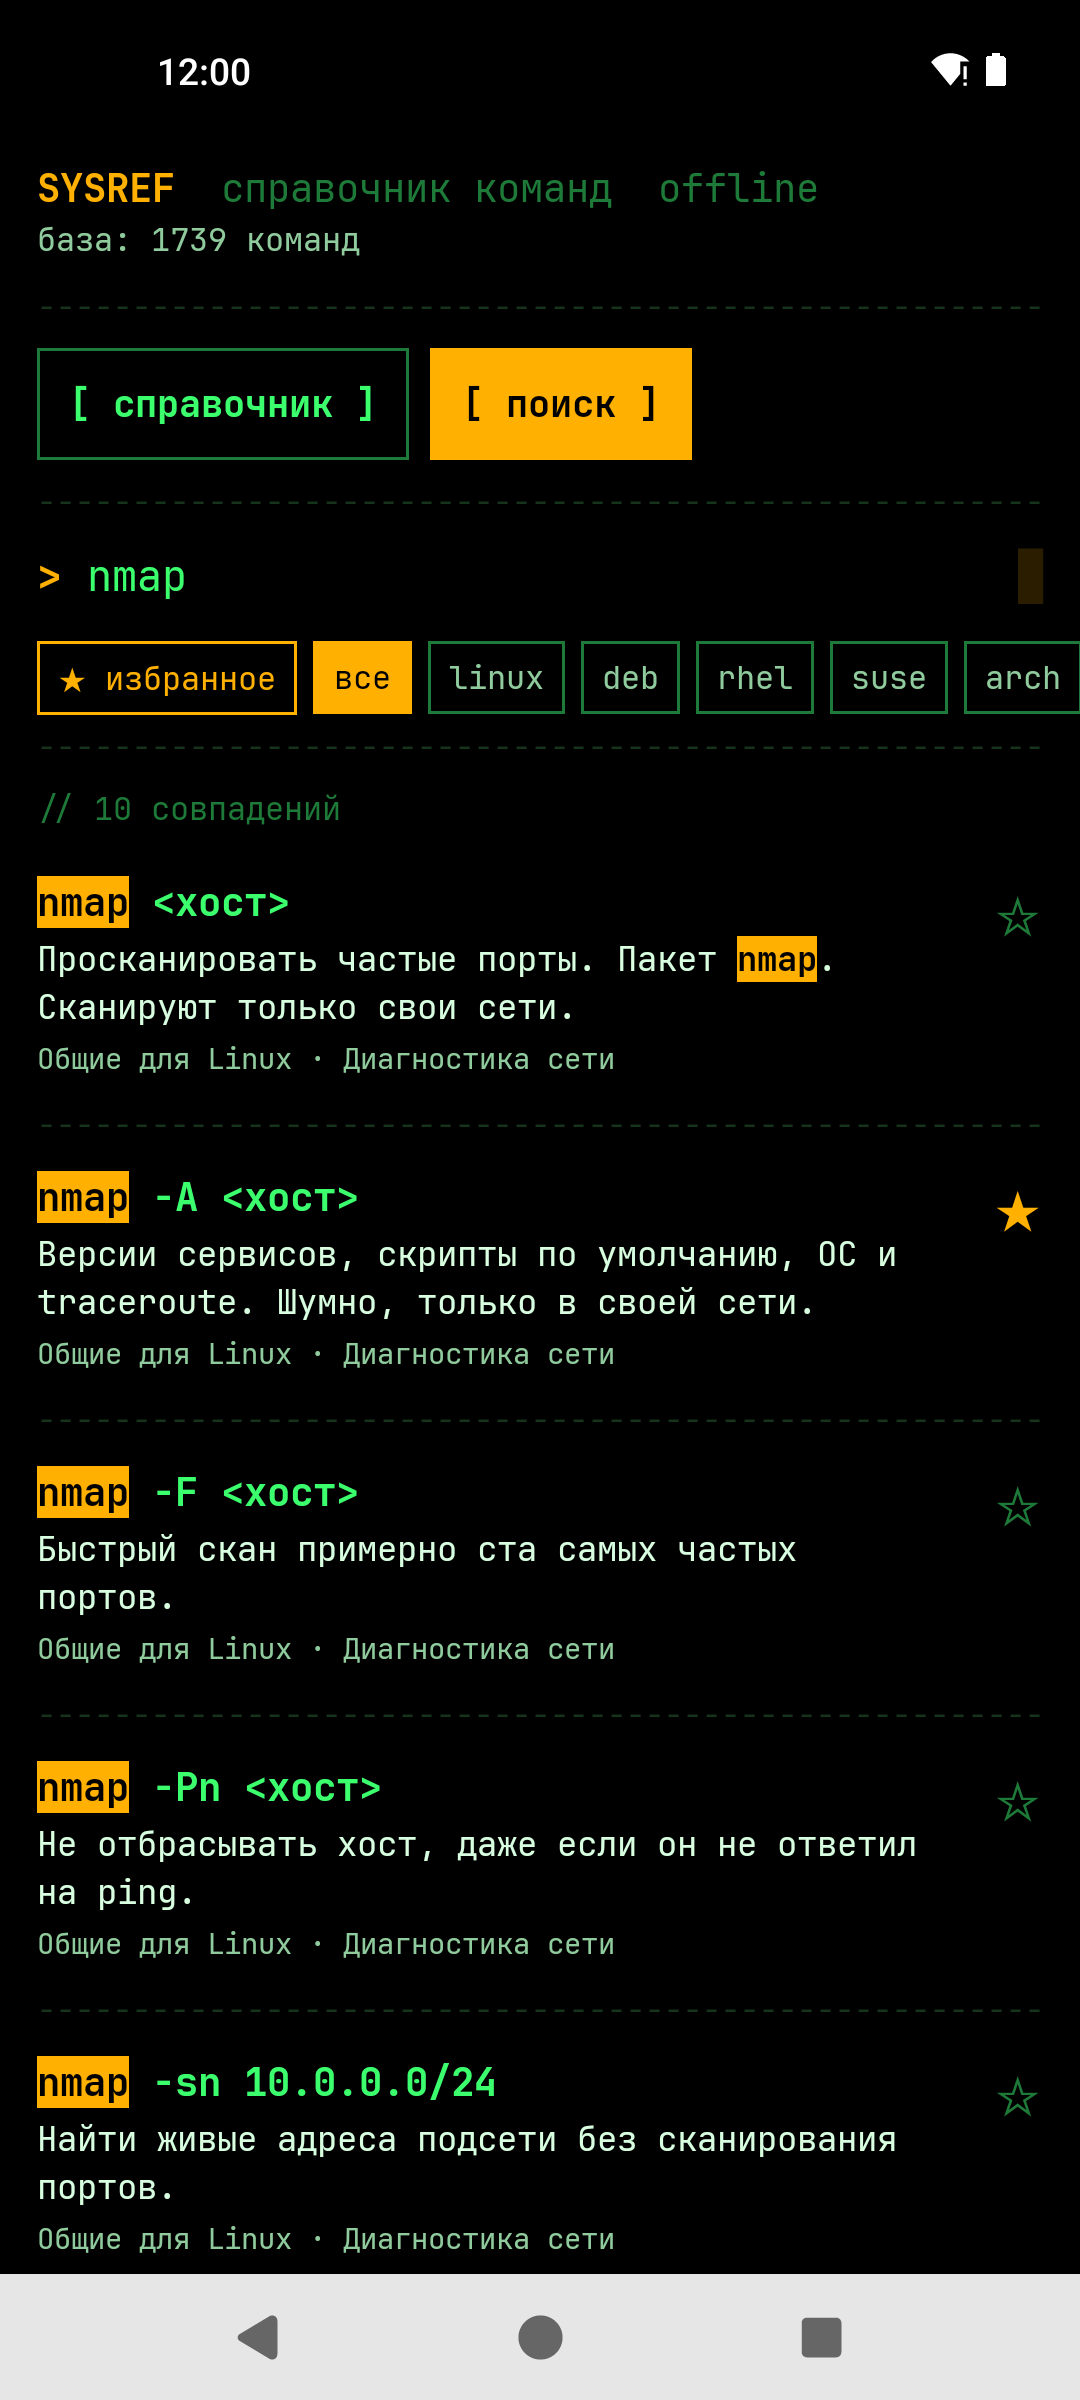 12:00
SYSREF справочник команд offline
база: 1739 команд
[ справочник ] [ поиск ]
> nmap
★ избранное все linux deb rhel suse arch
// 10 совпадений
nmap <хост>
Просканировать частые порты. Пакет nmap.
Сканируют только свои сети.
Общие для Linux · Диагностика сети
nmap -A <хост>
Версии сервисов, скрипты по умолчанию, ОС и
traceroute. Шумно, только в своей сети.
Общие для Linux · Диагностика сети
nmap -F <хост>
Быстрый скан примерно ста самых частых
портов.
Общие для Linux · Диагностика сети
nmap -Pn <хост>
Не отбрасывать хост, даже если он не ответил
на ping.
Общие для Linux · Диагностика сети
nmap -sn 10.0.0.0/24
Найти живые адреса подсети без сканирования
портов.
Общие для Linux · Диагностика сети